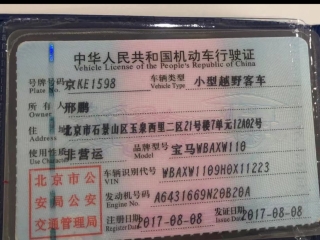 中华人民共和国机动车行驶证
Vehicle License of the People's Republic of China
号牌号码 京KE1598 车辆类型 小型越野客车
Plate No. Vehicle Type
所有人 邢鹏
Owner
住址 北京市石景山区玉泉西里二区21号楼7单元12A02号
Address
使用性质 非营运 品牌型号 宝马WBAXW110
Use Character Model
北京市公安局公安交通管理局
车辆识别代号 WBAXW1109H0X11223
VIN
发动机号码 A6431669N20B20A
Engine No.
注册日期 2017-08-08 发证日期 2017-08-08
Register Date Issue Date